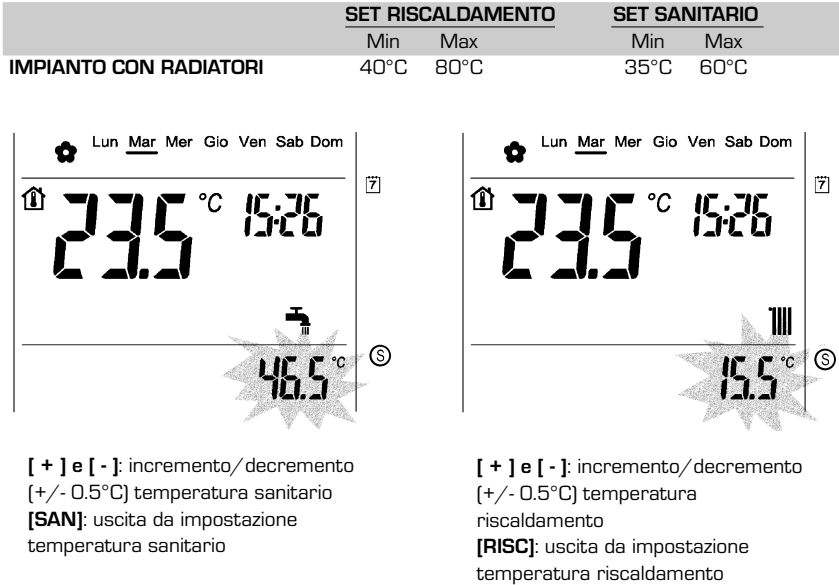 SET RISCALDAMENTO SET SANITARIO
Min Max Min Max
IMPIANTO CON RADIATORI 40°C 80°C 35°C 60°C
Lun Mar Mer Gio Ven Sab Dom
7
23.5 °C 15:26
46.5 °C
S
[ + ] e [ - ]: incremento/decremento
(+/- 0.5°C) temperatura sanitario
[SAN]: uscita da impostazione
temperatura sanitario
Lun Mar Mer Gio Ven Sab Dom
7
23.5 °C 15:26
15.5 °C
S
[ + ] e [ - ]: incremento/decremento
(+/- 0.5°C) temperatura
riscaldamento
[RISC]: uscita da impostazione
temperatura riscaldamento